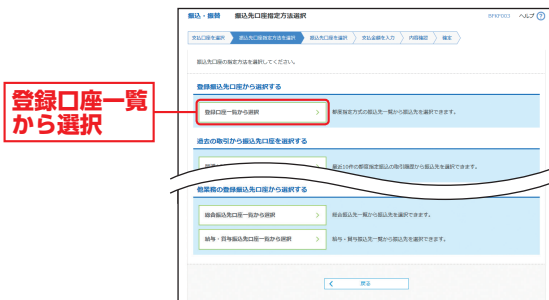 振込・振替 振込先口座指定方法選択
BFKF003 ヘルプ ?
支払口座を選択 振込先口座指定方法を選択 振込先口座を選択 支払金額を入力 内容確認 確定
振込先口座の指定方法を選択してください。
登録振込先口座から選択する
登録口座一覧から選択
都度指定方式の振込先一覧から振込先を選択できます。
登録口座一覧
から選択
過去の取引から振込先口座を選択する
最近10件の都度指定振込の取引履歴から振込先を選択できます。
他業務の登録振込先口座から選択する
総合振込先口座一覧から選択
総合振込先一覧から振込先を選択できます。
給与・賞与振込先口座一覧から選択
給与・賞与振込先一覧から振込先を選択できます。
戻る